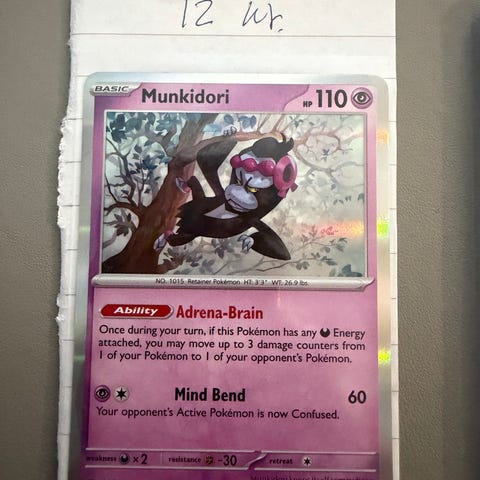 12 Wr.
BASIC Munkidori HP 110
NO. 1015 Retainer Pokémon HT: 3'3" WT: 26.9 lbs.
Ability Adrena-Brain
Once during your turn, if this Pokémon has any Energy
attached, you may move up to 3 damage counters from
1 of your Pokémon to 1 of your opponent's Pokémon.
Mind Bend 60
Your opponent's Active Pokémon is now Confused.
weakness ×2 resistance -30 retreat